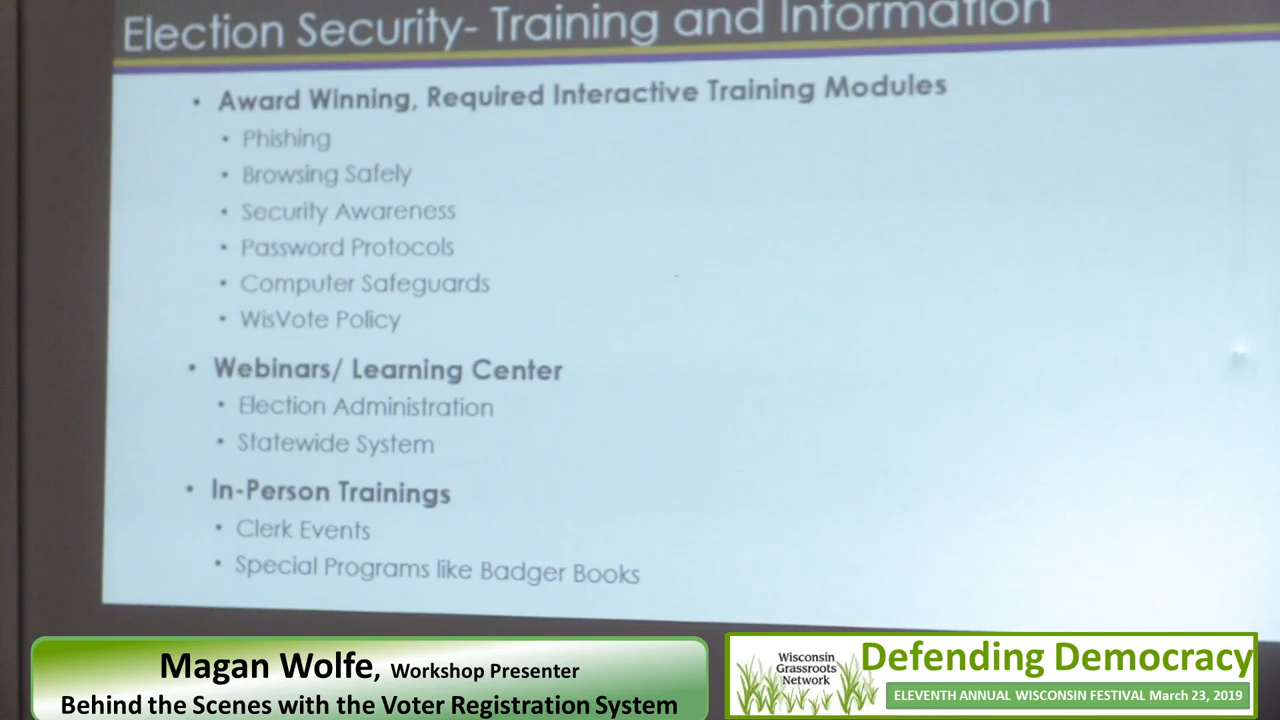 Election Security- Training and Information
• Award Winning, Required Interactive Training Modules
• Phishing
• Browsing Safely
• Security Awareness
• Password Protocols
• Computer Safeguards
• WisVote Policy
• Webinars/ Learning Center
• Election Administration
• Statewide System
• In-Person Trainings
• Clerk Events
• Special Programs like Badger Books
Magan Wolfe, Workshop Presenter
Behind the Scenes with the Voter Registration System
Wisconsin
Grassroots
Network
Defending Democracy
ELEVENTH ANNUAL WISCONSIN FESTIVAL March 23, 2019